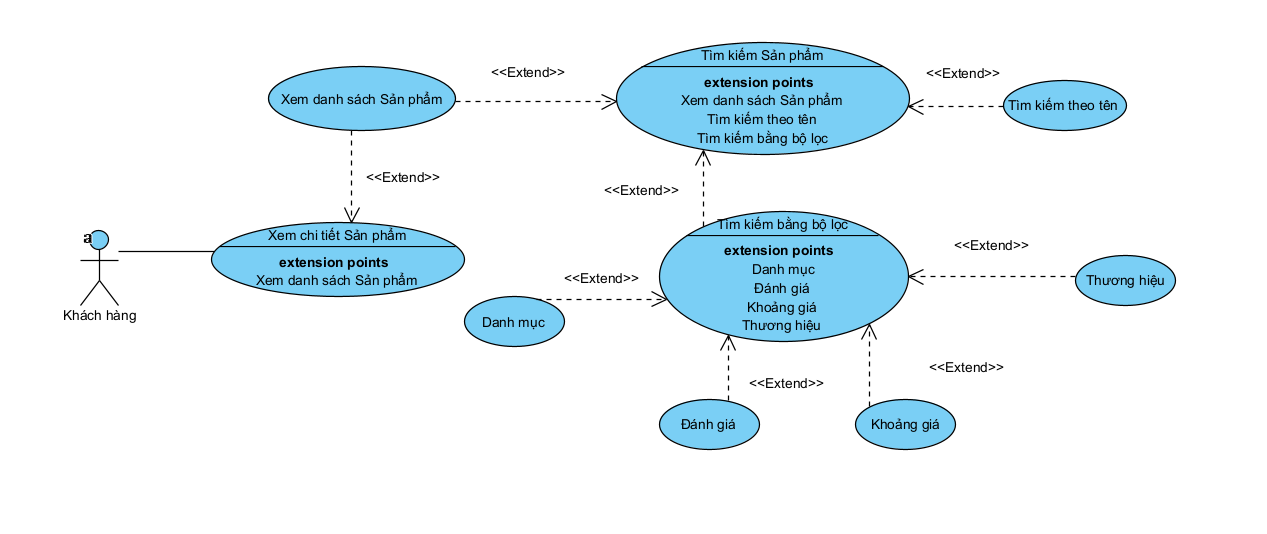 Tìm kiếm Sản phẩm
extension points
Xem danh sách Sản phẩm
Tìm kiếm theo tên
Tìm kiếm bằng bộ lọc
<<Extend>>
Xem danh sách Sản phẩm
<<Extend>>
Tìm kiếm theo tên
<<Extend>>
<<Extend>>
Xem chi tiết Sản phẩm
extension points
Xem danh sách Sản phẩm
a
Khách hàng
Tìm kiếm bằng bộ lọc
extension points
Danh mục
Đánh giá
Khoảng giá
Thương hiệu
<<Extend>>
Thương hiệu
<<Extend>>
Danh mục
<<Extend>>
Đánh giá
<<Extend>>
Khoảng giá